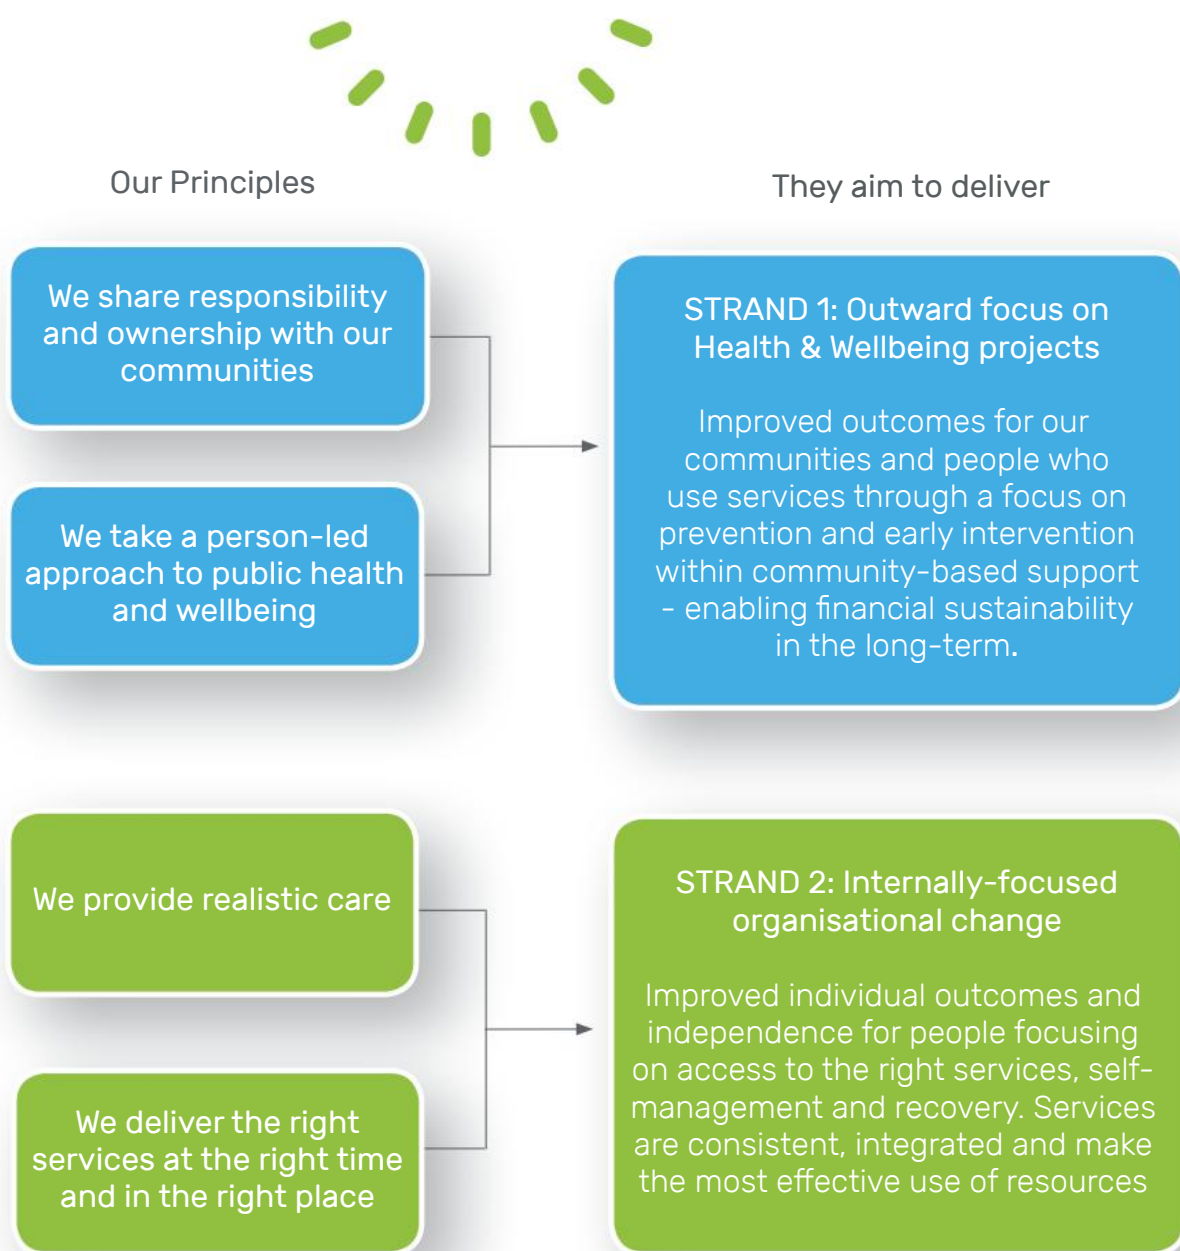 Our Principles
They aim to deliver
We share responsibility
and ownership with our
communities
We take a person-led
approach to public health
and wellbeing
STRAND 1: Outward focus on
Health & Wellbeing projects
Improved outcomes for our
communities and people who
use services through a focus on
prevention and early intervention
within community-based support
- enabling financial sustainability
in the long-term.
We provide realistic care
We deliver the right
services at the right time
and in the right place
STRAND 2: Internally-focused
organisational change
Improved individual outcomes and
independence for people focusing
on access to the right services, self-
management and recovery. Services
are consistent, integrated and make
the most effective use of resources